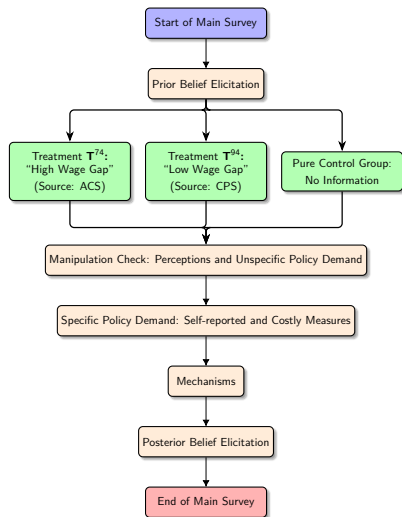 Start of Main Survey
Prior Belief Elicitation
Treatment T⁷⁴:
"High Wage Gap"
(Source: ACS)
Treatment T⁹⁴:
"Low Wage Gap"
(Source: CPS)
Pure Control Group:
No Information
Manipulation Check: Perceptions and Unspecific Policy Demand
Specific Policy Demand: Self-reported and Costly Measures
Mechanisms
Posterior Belief Elicitation
End of Main Survey